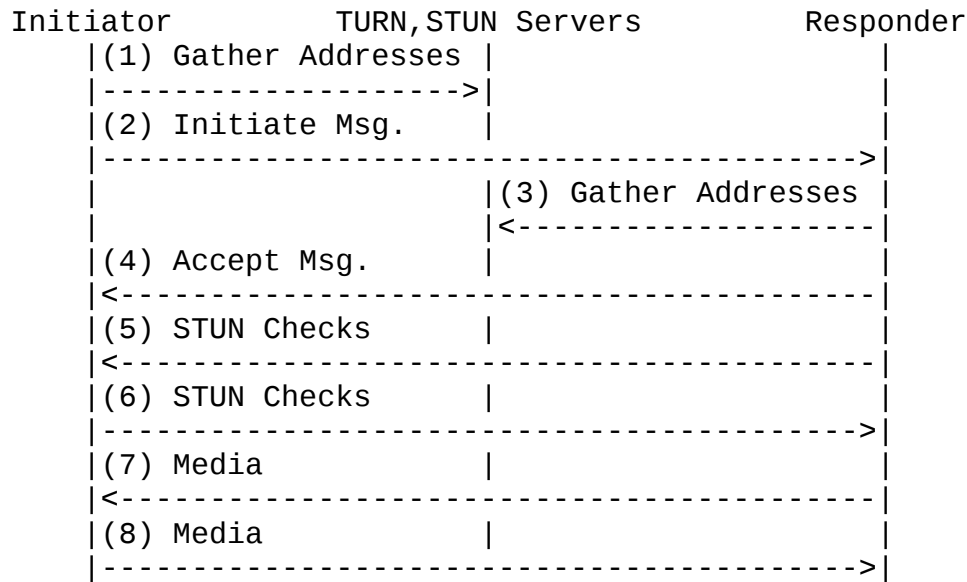 Initiator TURN,STUN Servers Responder
(1) Gather Addresses
(2) Initiate Msg.
(3) Gather Addresses
(4) Accept Msg.
(5) STUN Checks
(6) STUN Checks
(7) Media
(8) Media